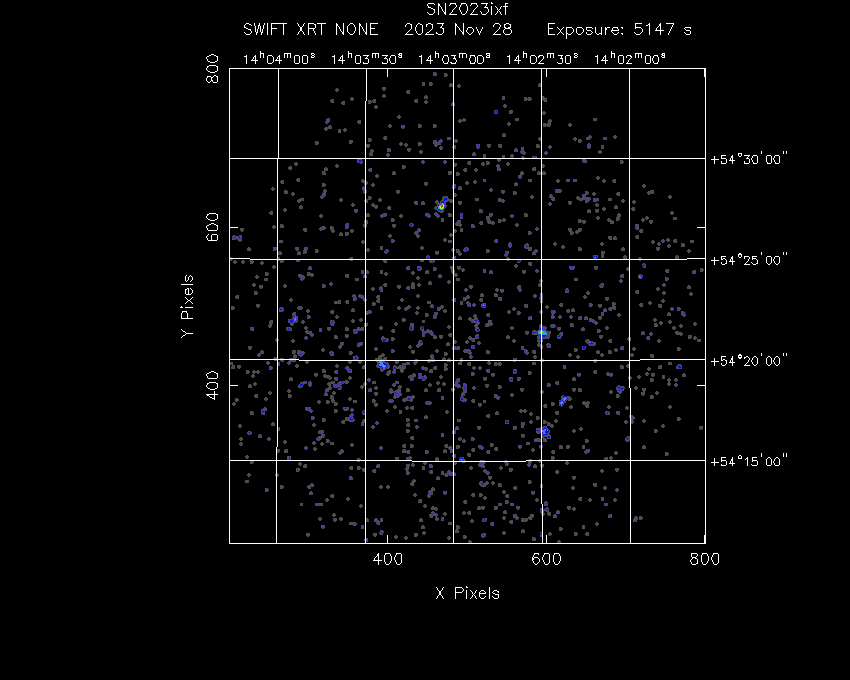 SN2023ixf
SWIFT XRT NONE 2023 Nov 28 Exposure: 5147 s
14ʰ04ᵐ00ˢ 14ʰ03ᵐ30ˢ 14ʰ03ᵐ00ˢ 14ʰ02ᵐ30ˢ 14ʰ02ᵐ00ˢ
800
+54°30'00"
600
+54°25'00"
Y Pixels
+54°20'00"
400
+54°15'00"
400 600 800
X Pixels